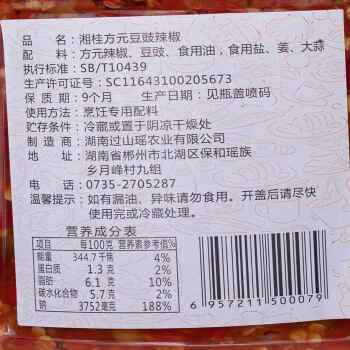 品　名：湘桂方元豆豉辣椒
配　料：方元辣椒、豆豉、食用油，食用盐、姜、大蒜
执行标准：SB/T10439
生产许可证号：SC11643100205673
保 质 期：9个月　生产日期：见瓶盖喷码
使用方法：烹饪专用配料
贮存条件：冷藏或置于阴凉干燥处
制 造 商：湖南过山瑶农业有限公司
地　址：湖南省郴州市北湖区保和瑶族
乡月峰村九组
电　话：0735-2705287
温馨提示：如有漏油、异味请勿食用。开盖后请尽快
使用完或冷藏处理。
营养成分表
项目 每100克 营养素参考值%
能量 344.7千焦 4%
蛋白质 1.3 克 2%
脂肪 6.1 克 10%
碳水化合物 5.7 克 2%
钠 3752毫克 188%
6 957211 500079